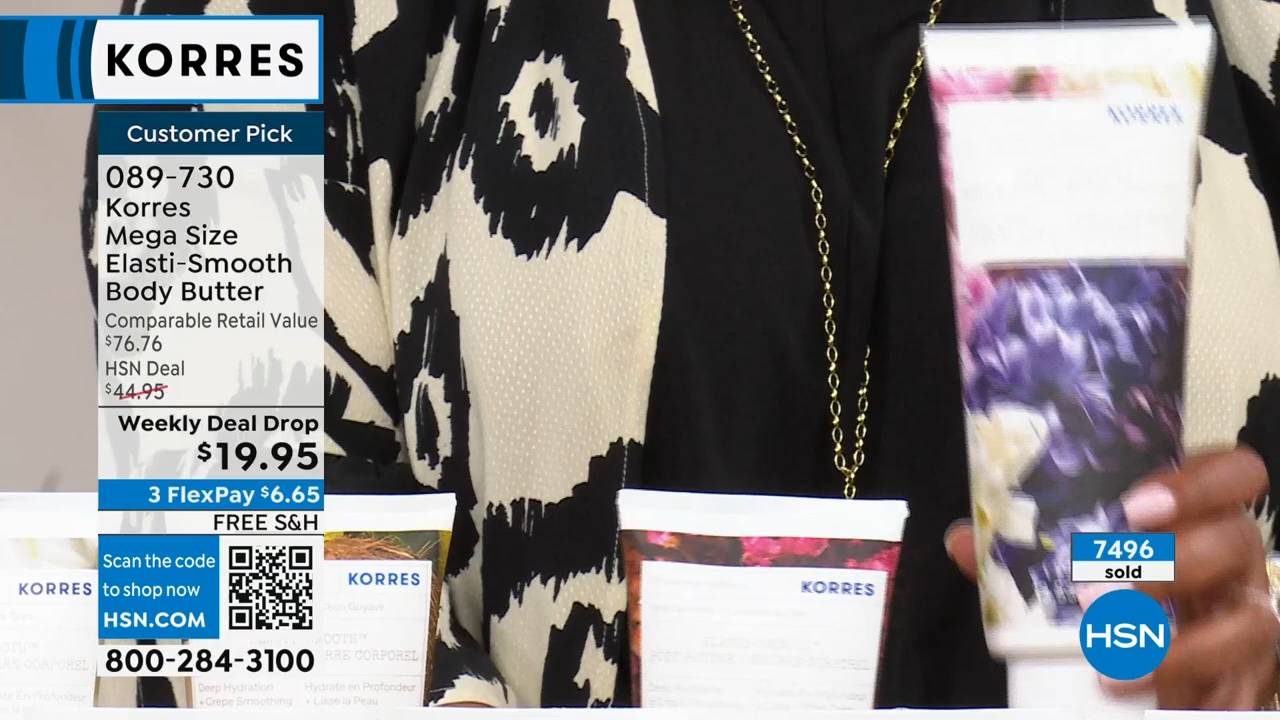 KORRES
Customer Pick
089-730
Korres
Mega Size
Elasti-Smooth
Body Butter
Comparable Retail Value
$76.76
HSN Deal
$44.95
Weekly Deal Drop
$19.95
3 FlexPay $6.65
FREE S&H
Scan the code
to shop now
HSN.COM
800-284-3100
7496
sold
HSN
KORRES
KORRES
Deep Hydration
+Crepe Smoothing
Hydrate en Profondeur
+ Lisse la Peau
KORRES
KORRES